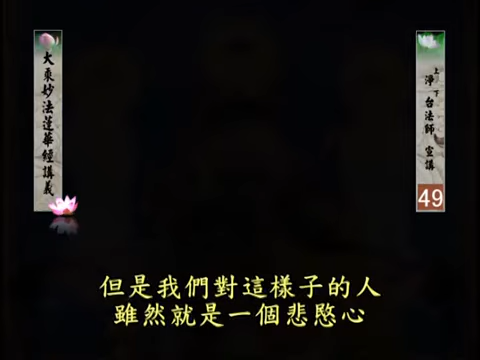 大乘妙法蓮華經講義
上淨下台法師 宣講
49
但是我們對這樣子的人
雖然就是一個悲愍心